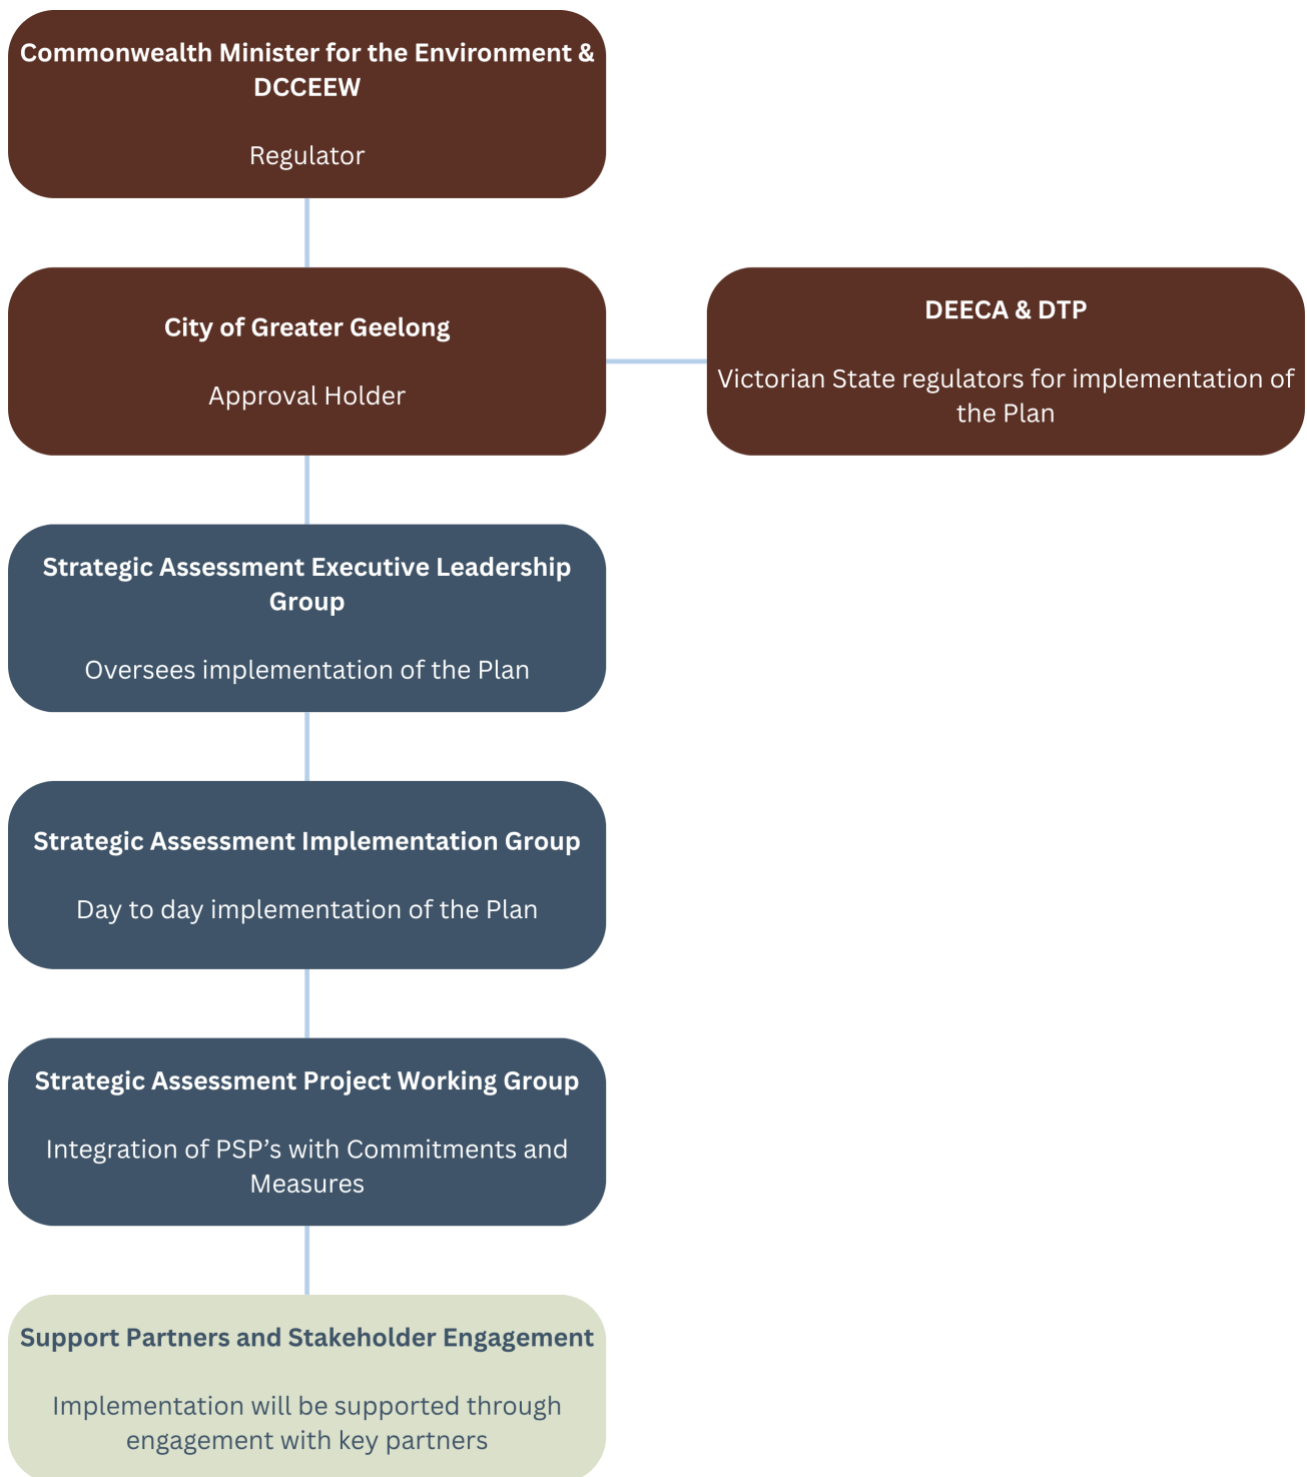 Commonwealth Minister for the Environment &
DCCEEW
Regulator
City of Greater Geelong
Approval Holder
DEECA & DTP
Victorian State regulators for implementation of
the Plan
Strategic Assessment Executive Leadership
Group
Oversees implementation of the Plan
Strategic Assessment Implementation Group
Day to day implementation of the Plan
Strategic Assessment Project Working Group
Integration of PSP’s with Commitments and
Measures
Support Partners and Stakeholder Engagement
Implementation will be supported through
engagement with key partners